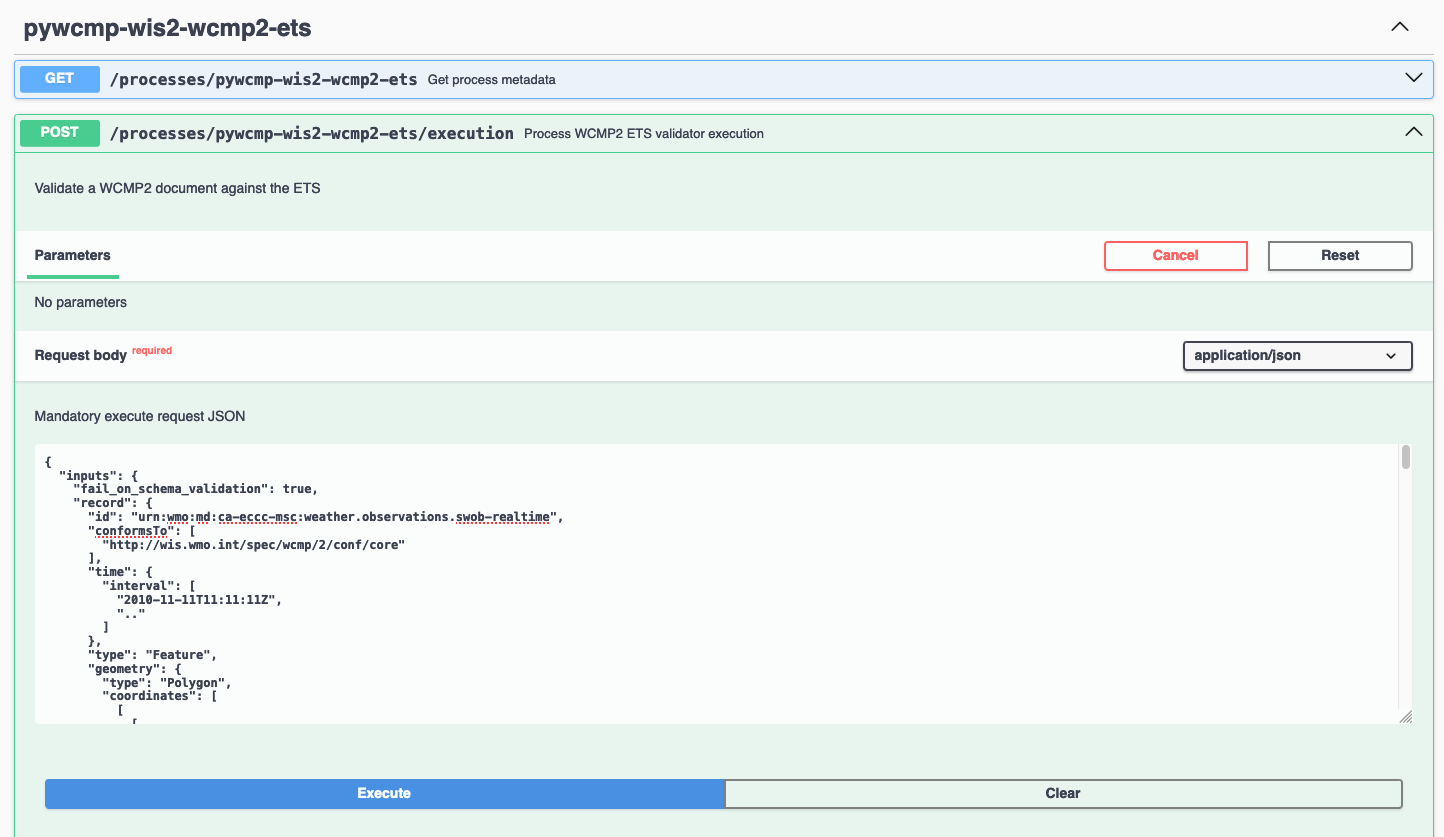 pywcmp-wis2-wcmp2-ets
GET /processes/pywcmp-wis2-wcmp2-ets Get process metadata
POST /processes/pywcmp-wis2-wcmp2-ets/execution Process WCMP2 ETS validator execution
Validate a WCMP2 document against the ETS
Parameters Cancel Reset
No parameters
Request body required application/json
Mandatory execute request JSON
{
  "inputs": {
    "fail_on_schema_validation": true,
    "record": {
      "id": "urn:wmo:md:ca-eccc-msc:weather.observations.swob-realtime",
      "conformsTo": [
        "http://wis.wmo.int/spec/wcmp/2/conf/core"
      ],
      "time": {
        "interval": [
          "2010-11-11T11:11:11Z",
          ".."
        ]
      },
      "type": "Feature",
      "geometry": {
        "type": "Polygon",
        "coordinates": [
          [
            [
Execute Clear